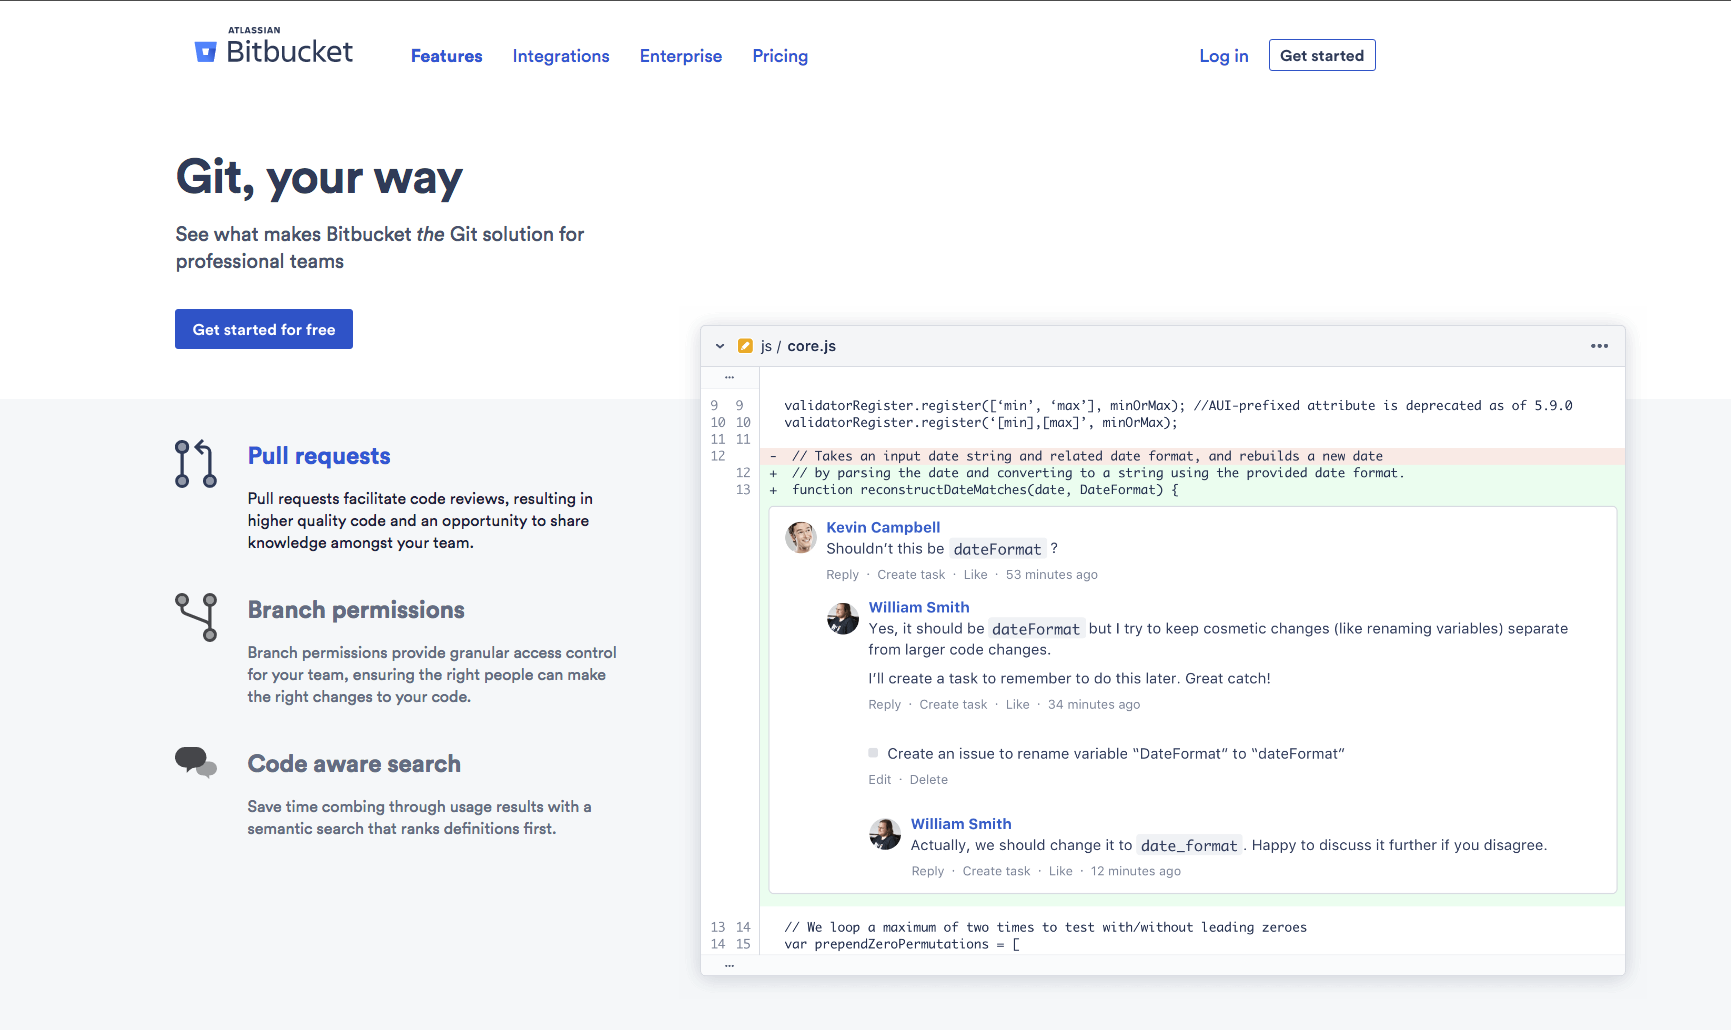 ATLASSIAN
Bitbucket
Features Integrations Enterprise Pricing
Log in Get started
Git, your way
See what makes Bitbucket the Git solution for
professional teams
Get started for free
Pull requests
Pull requests facilitate code reviews, resulting in
higher quality code and an opportunity to share
knowledge amongst your team.
Branch permissions
Branch permissions provide granular access control
for your team, ensuring the right people can make
the right changes to your code.
Code aware search
Save time combing through usage results with a
semantic search that ranks definitions first.
js / core.js •••
...
9 9 validatorRegister.register([‘min’, ‘max’], minOrMax); //AUI-prefixed attribute is deprecated as of 5.9.0
10 10 validatorRegister.register(‘[min],[max]’, minOrMax);
11 11
12 - // Takes an input date string and related date format, and rebuilds a new date
12 + // by parsing the date and converting to a string using the provided date format.
13 + function reconstructDateMatches(date, DateFormat) {
Kevin Campbell
Shouldn’t this be dateFormat ?
Reply · Create task · Like · 53 minutes ago
William Smith
Yes, it should be dateFormat but I try to keep cosmetic changes (like renaming variables) separate
from larger code changes.
I’ll create a task to remember to do this later. Great catch!
Reply · Create task · Like · 34 minutes ago
Create an issue to rename variable “DateFormat” to “dateFormat”
Edit · Delete
William Smith
Actually, we should change it to date_format. Happy to discuss it further if you disagree.
Reply · Create task · Like · 12 minutes ago
13 14 // We loop a maximum of two times to test with/without leading zeroes
14 15 var prependZeroPermutations = [
...